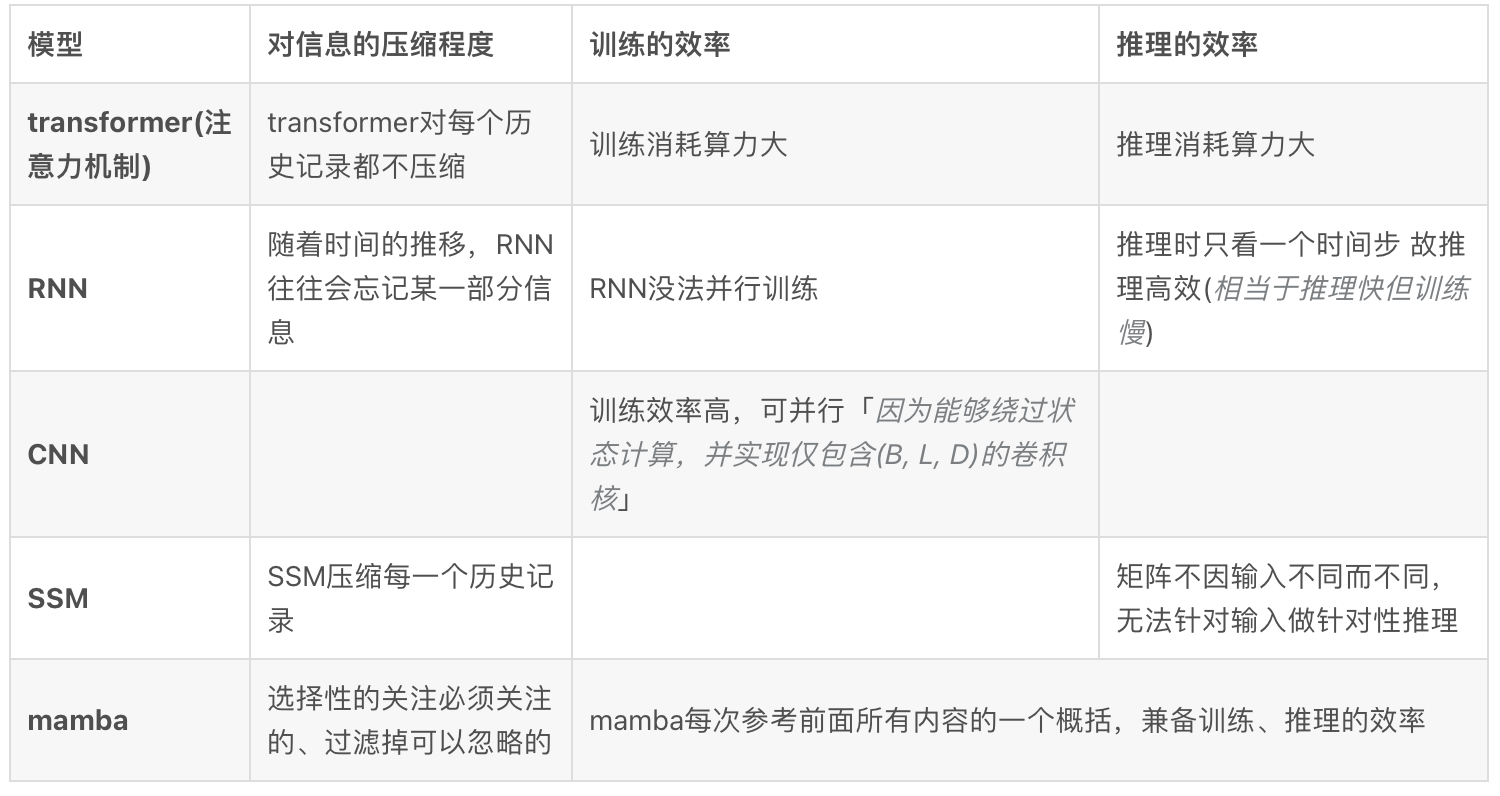 模型
对信息的压缩程度
训练的效率
推理的效率
transformer(注
意力机制)
transformer对每个历
史记录都不压缩
训练消耗算力大
推理消耗算力大
RNN
随着时间的推移，RNN
往往会忘记某一部分信
息
RNN没法并行训练
推理时只看一个时间步 故推
理高效(相当于推理快但训练
慢)
CNN
训练效率高，可并行「因为能够绕过状
态计算，并实现仅包含(B, L, D)的卷积
核」
SSM
SSM压缩每一个历史记
录
矩阵不因输入不同而不同，
无法针对输入做针对性推理
mamba
选择性的关注必须关注
的、过滤掉可以忽略的
mamba每次参考前面所有内容的一个概括，兼备训练、推理的效率